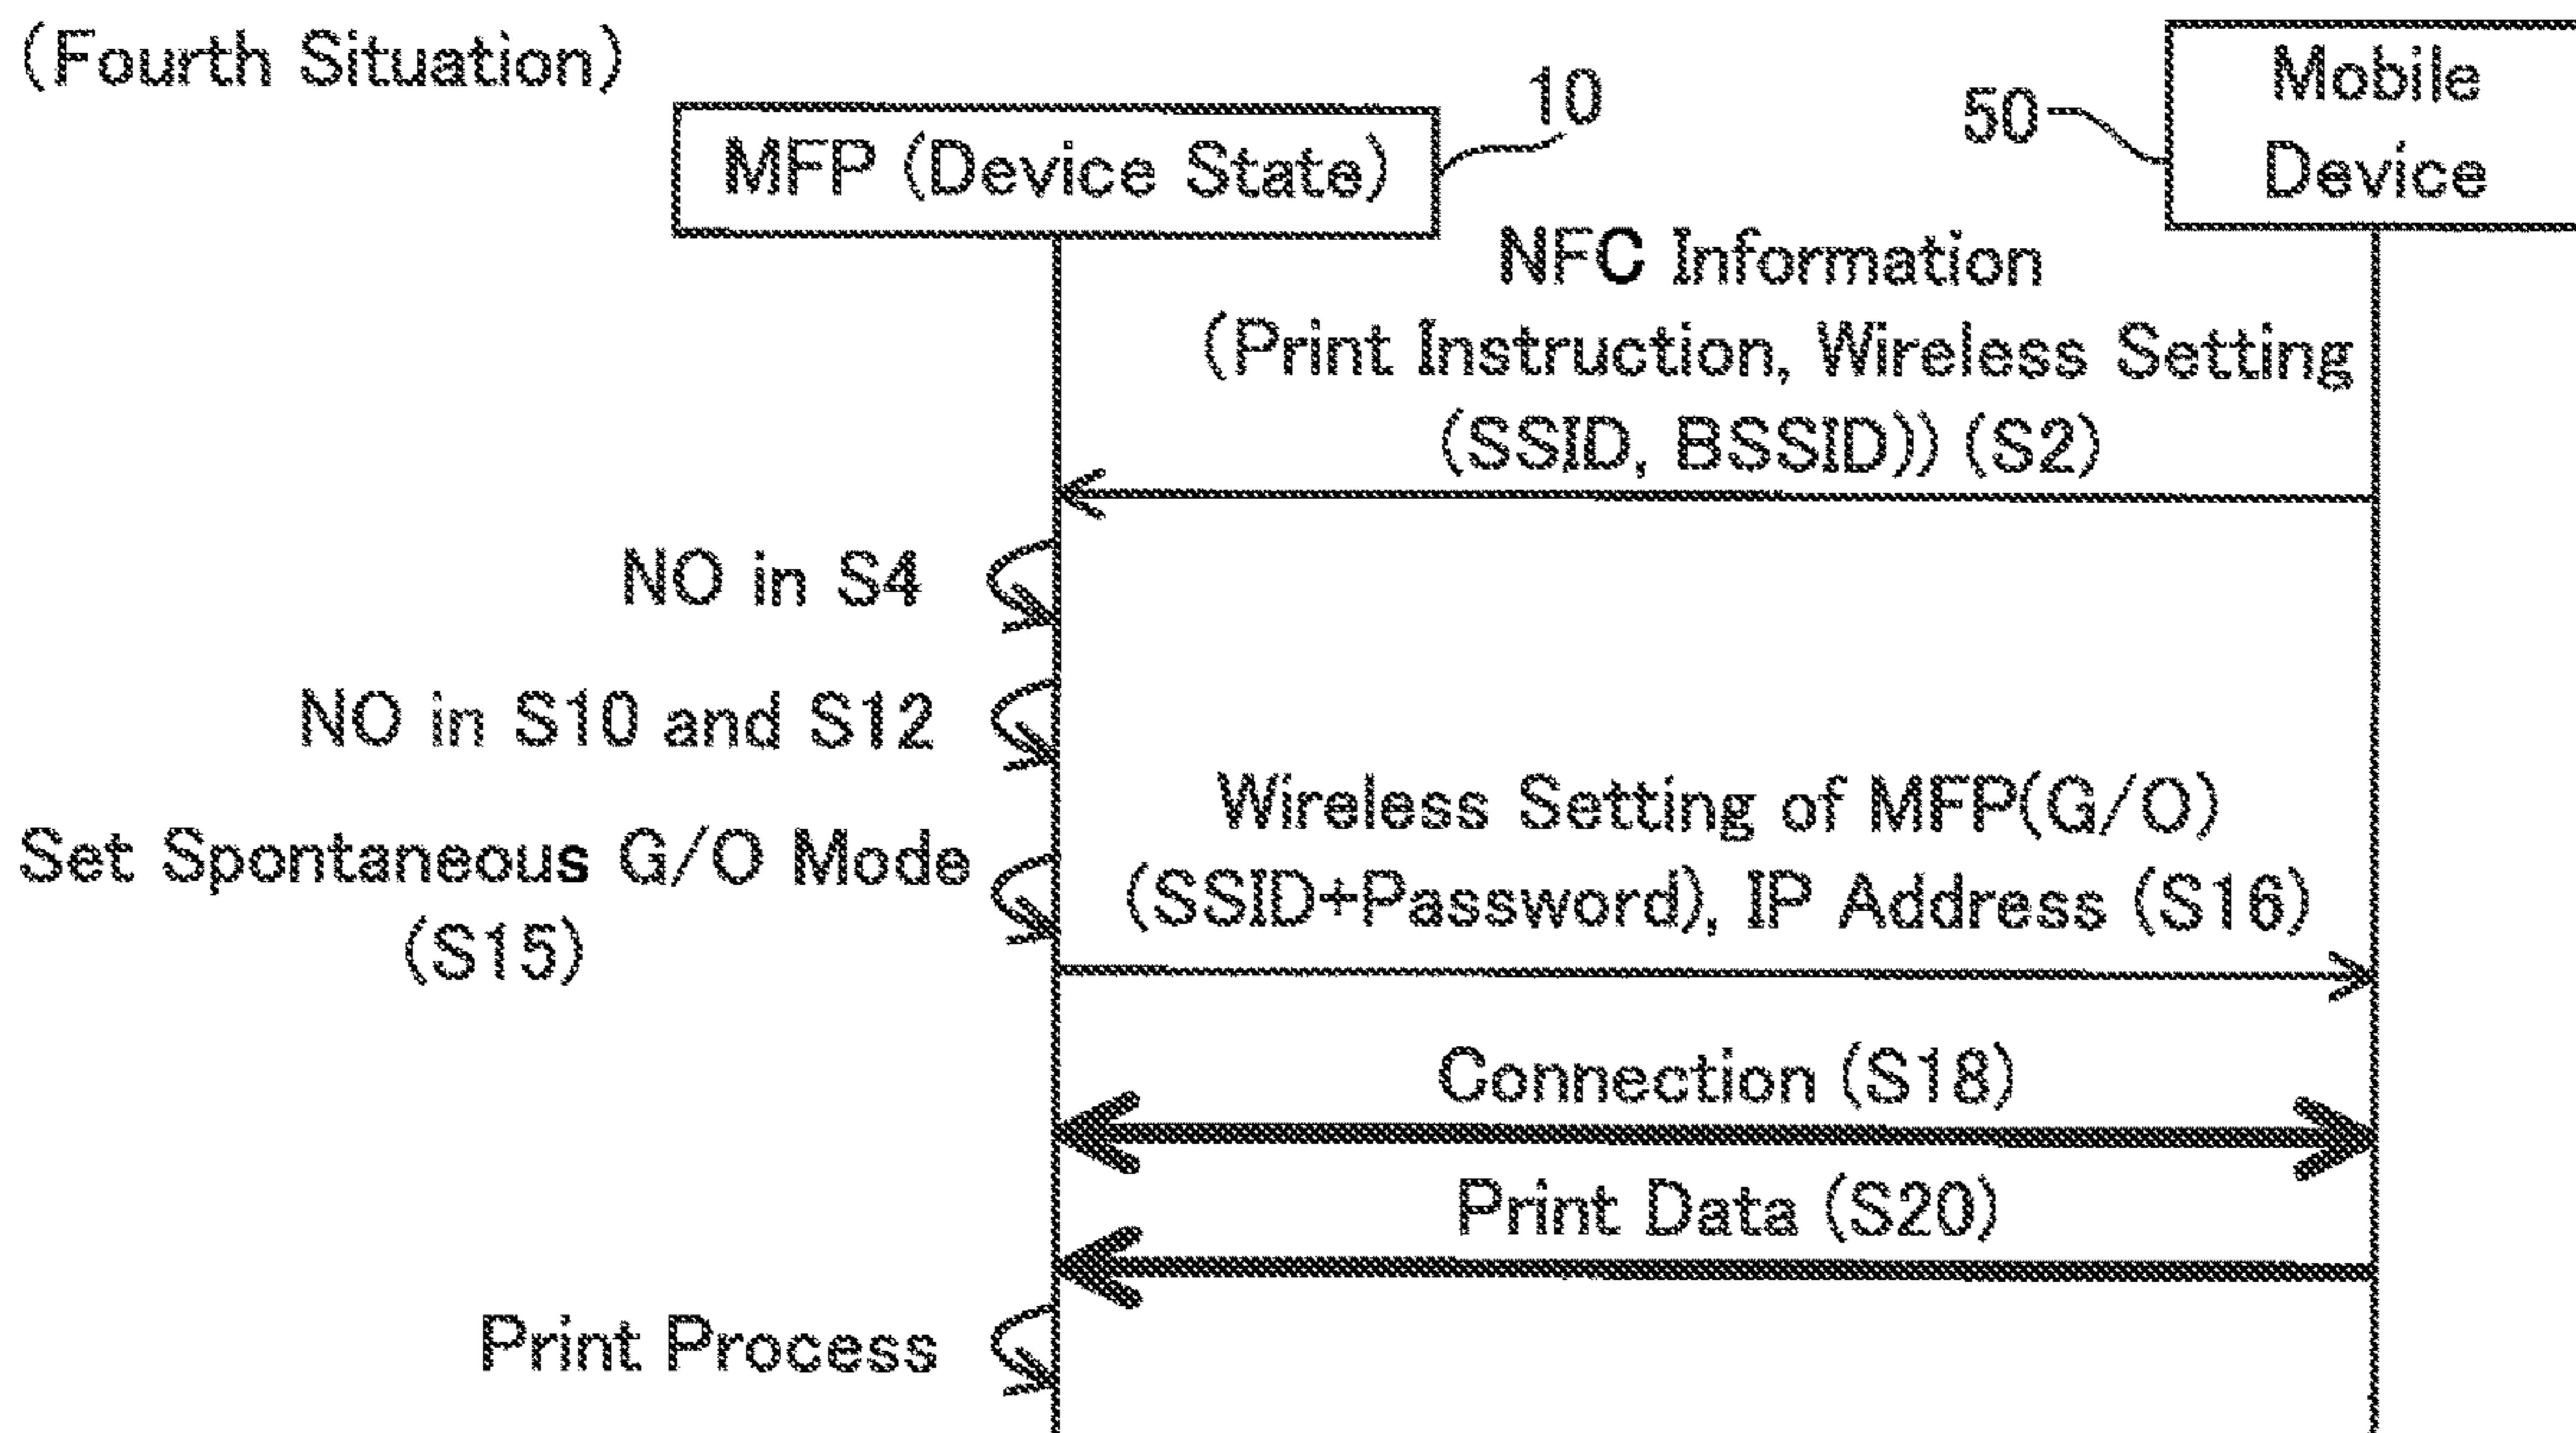 (Fourth Situation)
MFP (Device State)
10
50
Mobile
Device
NFC Information
(Print Instruction, Wireless Setting
(SSID, BSSID)) (S2)
NO in S4
NO in S10 and S12
Set Spontaneous G/O Mode
(S15)
Wireless Setting of MFP(G/O)
(SSID+Password), IP Address (S16)
Connection (S18)
Print Data (S20)
Print Process